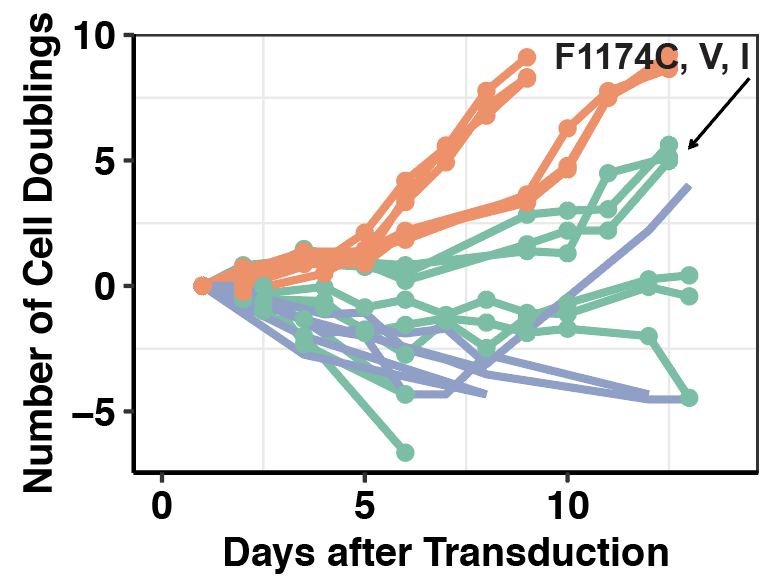 Number of Cell Doublings
10
5
0
−5
F1174C, V, I
0 5 10
Days after Transduction